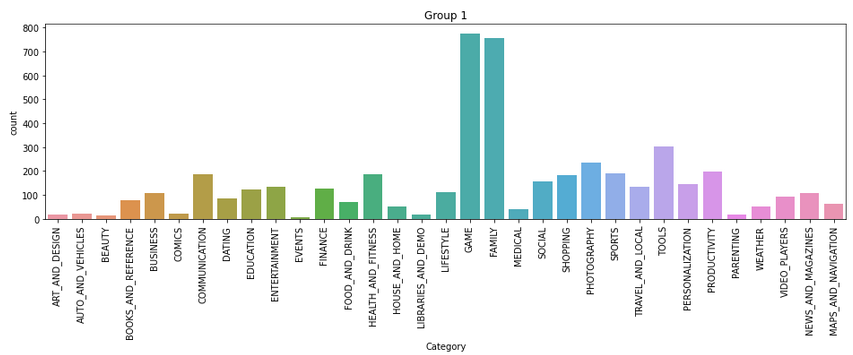 Group 1
800
700
600
500
400
300
200
100
0
count
ART_AND_DESIGN
AUTO_AND_VEHICLES
BEAUTY
BOOKS_AND_REFERENCE
BUSINESS
COMICS
COMMUNICATION
DATING
EDUCATION
ENTERTAINMENT
EVENTS
FINANCE
FOOD_AND_DRINK
HEALTH_AND_FITNESS
HOUSE_AND_HOME
LIBRARIES_AND_DEMO
LIFESTYLE
GAME
FAMILY
MEDICAL
SOCIAL
SHOPPING
PHOTOGRAPHY
SPORTS
TRAVEL_AND_LOCAL
TOOLS
PERSONALIZATION
PRODUCTIVITY
PARENTING
WEATHER
VIDEO_PLAYERS
NEWS_AND_MAGAZINES
MAPS_AND_NAVIGATION
Category